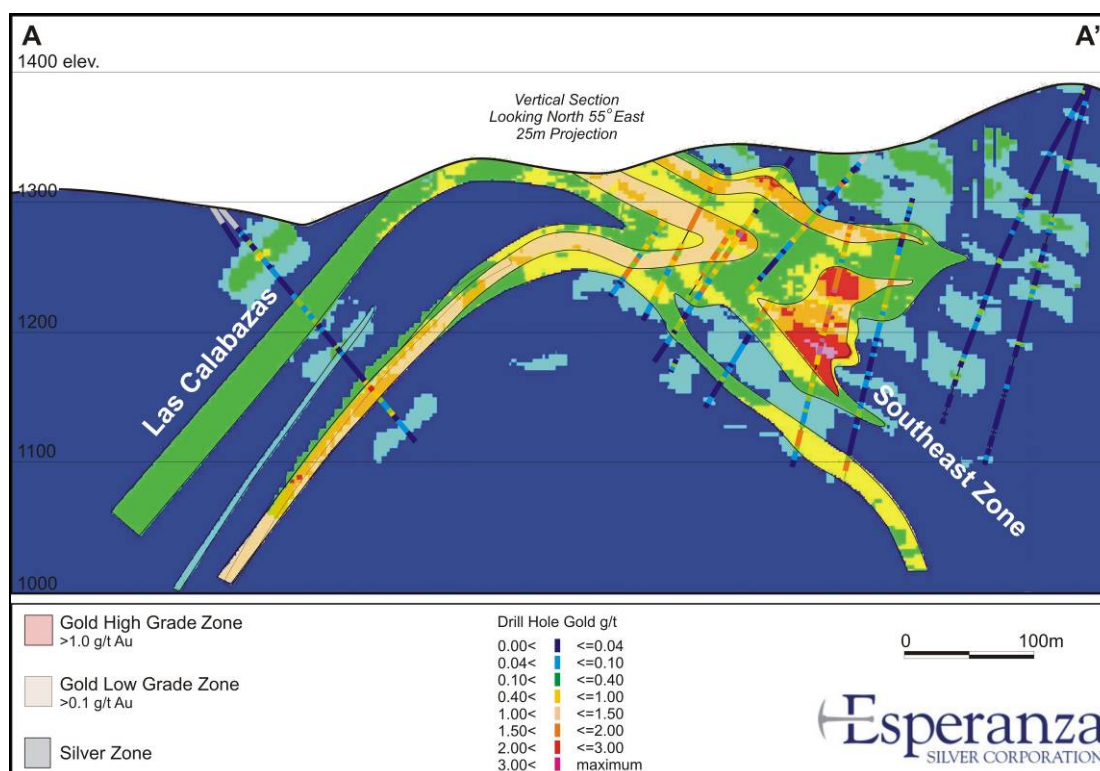 A
A'
1400 elev.
Vertical Section
Looking North 55° East
25m Projection
1300
1200
1100
1000
Las Calabazas
Southeast Zone
Gold High Grade Zone
>1.0 g/t Au
Gold Low Grade Zone
>0.1 g/t Au
Silver Zone
Drill Hole Gold g/t
0.00< <=0.04
0.04< <=0.10
0.10< <=0.40
0.40< <=1.00
1.00< <=1.50
1.50< <=2.00
2.00< <=3.00
3.00< maximum
0 100m
Esperanza
SILVER CORPORATION